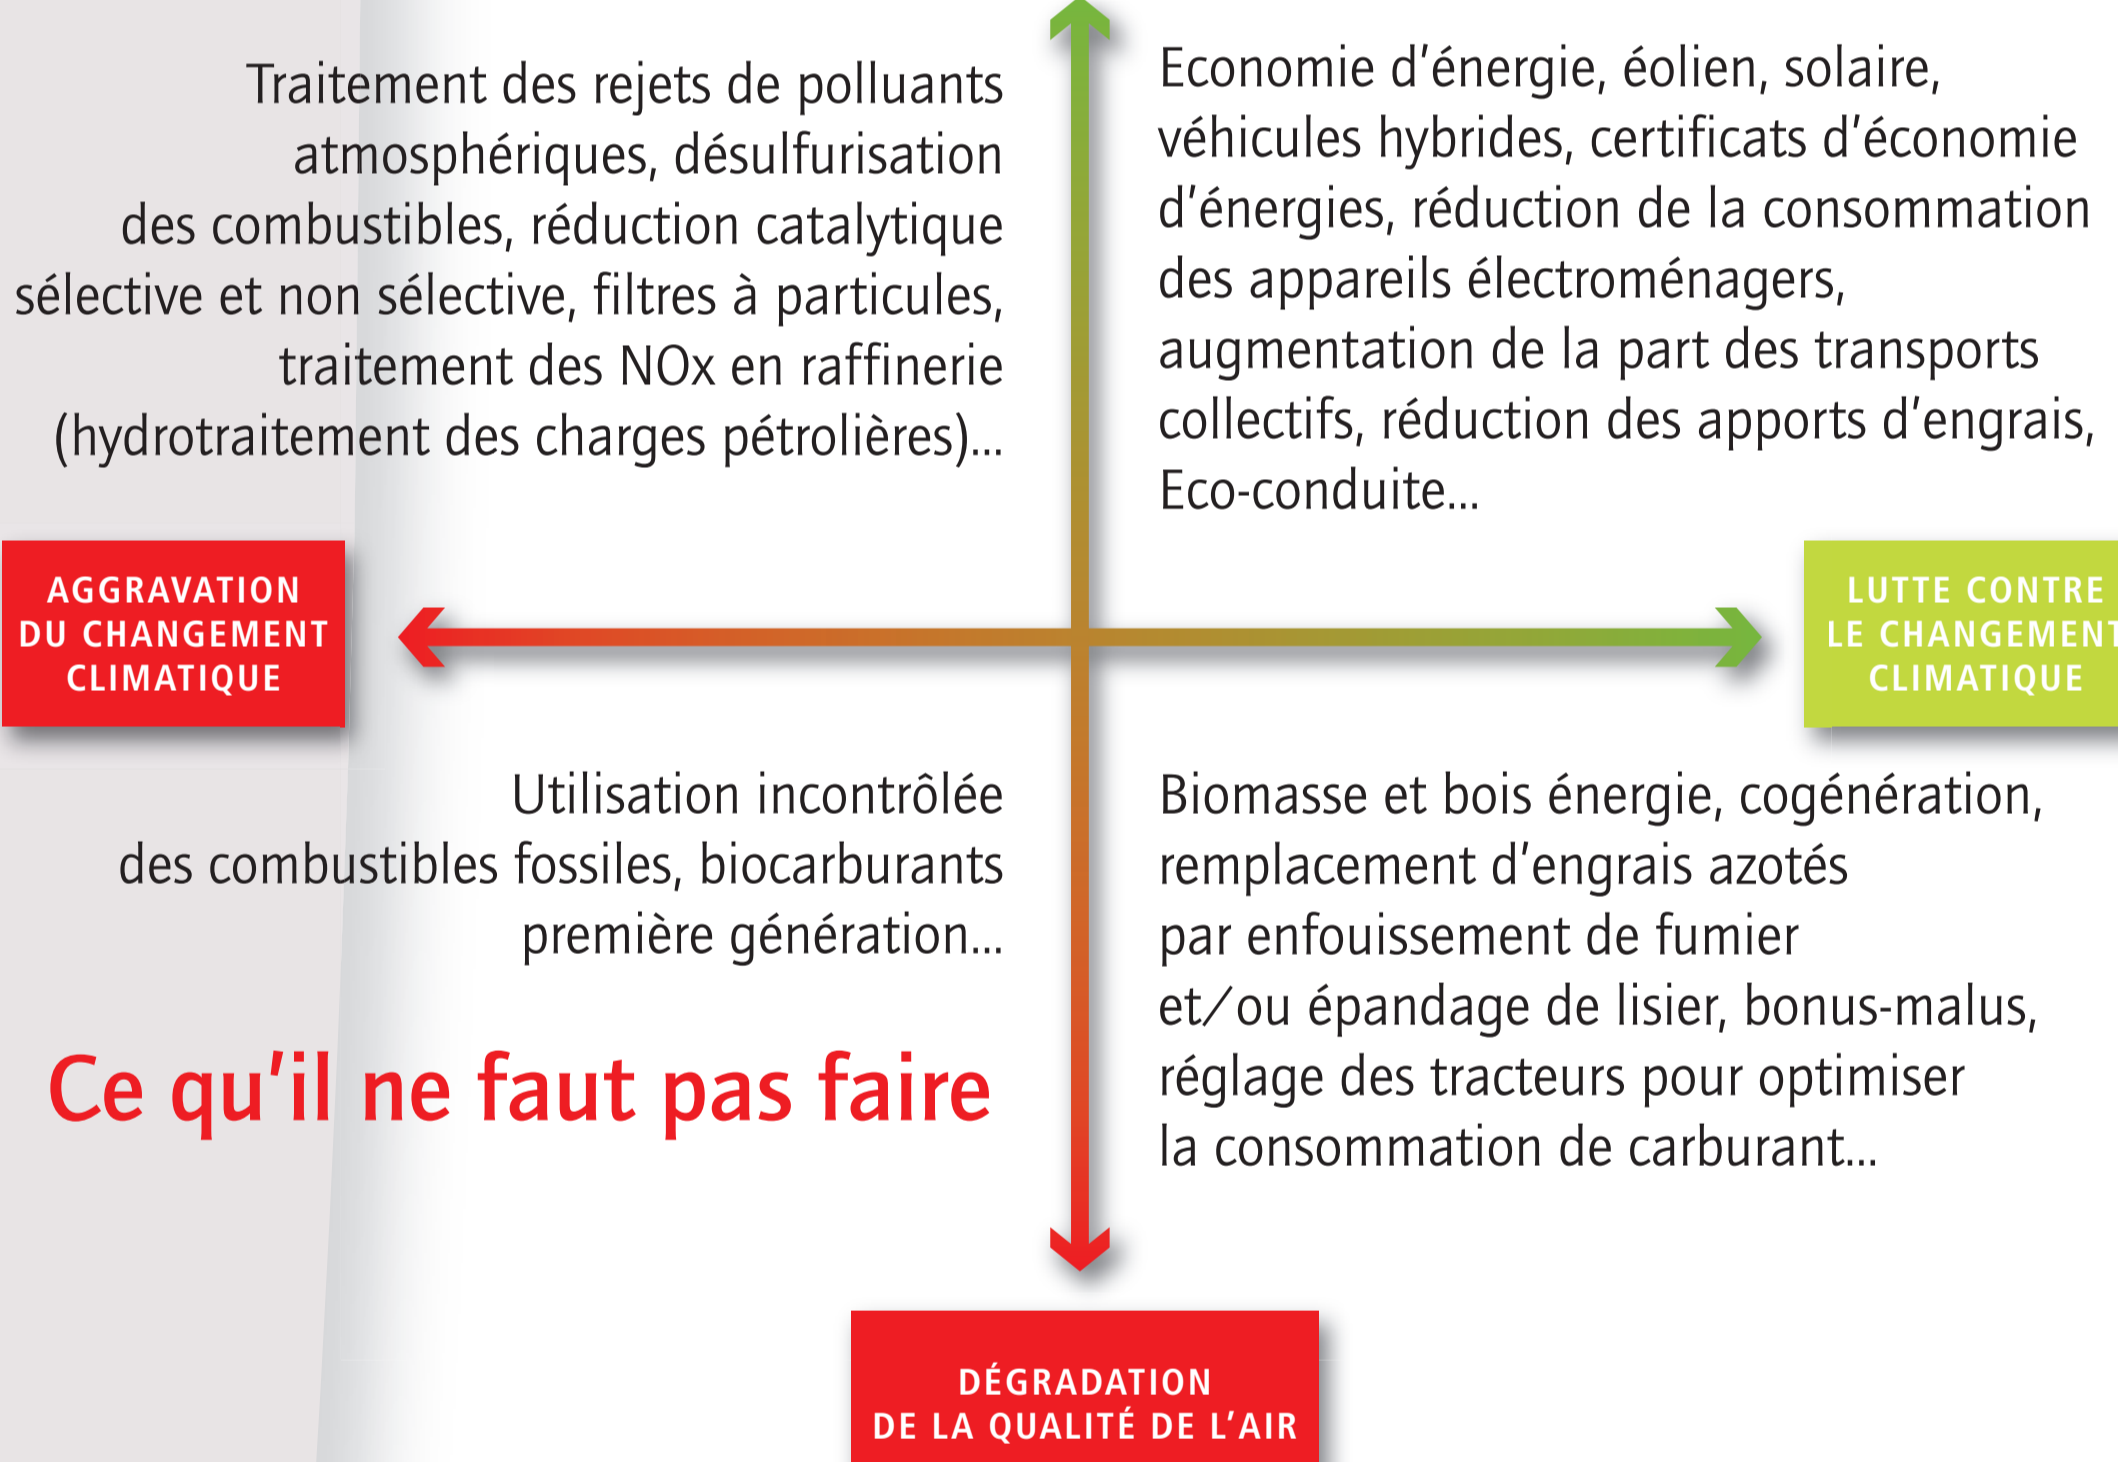 Traitement des rejets de polluants
atmosphériques, désulfurisation
des combustibles, réduction catalytique
sélective et non sélective, filtres à particules,
traitement des NOx en raffinerie
(hydrotraitement des charges pétrolières)...
Economie d'énergie, éolien, solaire,
véhicules hybrides, certificats d'économie
d'énergies, réduction de la consommation
des appareils électroménagers,
augmentation de la part des transports
collectifs, réduction des apports d'engrais,
Eco-conduite...
AGGRAVATION
DU CHANGEMENT
CLIMATIQUE
LUTTE CONTRE
LE CHANGEMENT
CLIMATIQUE
Utilisation incontrôlée
des combustibles fossiles, biocarburants
première génération...
Ce qu'il ne faut pas faire
Biomasse et bois énergie, cogénération,
remplacement d'engrais azotés
par enfouissement de fumier
et/ou épandage de lisier, bonus-malus,
réglage des tracteurs pour optimiser
la consommation de carburant...
DÉGRADATION
DE LA QUALITÉ DE L'AIR